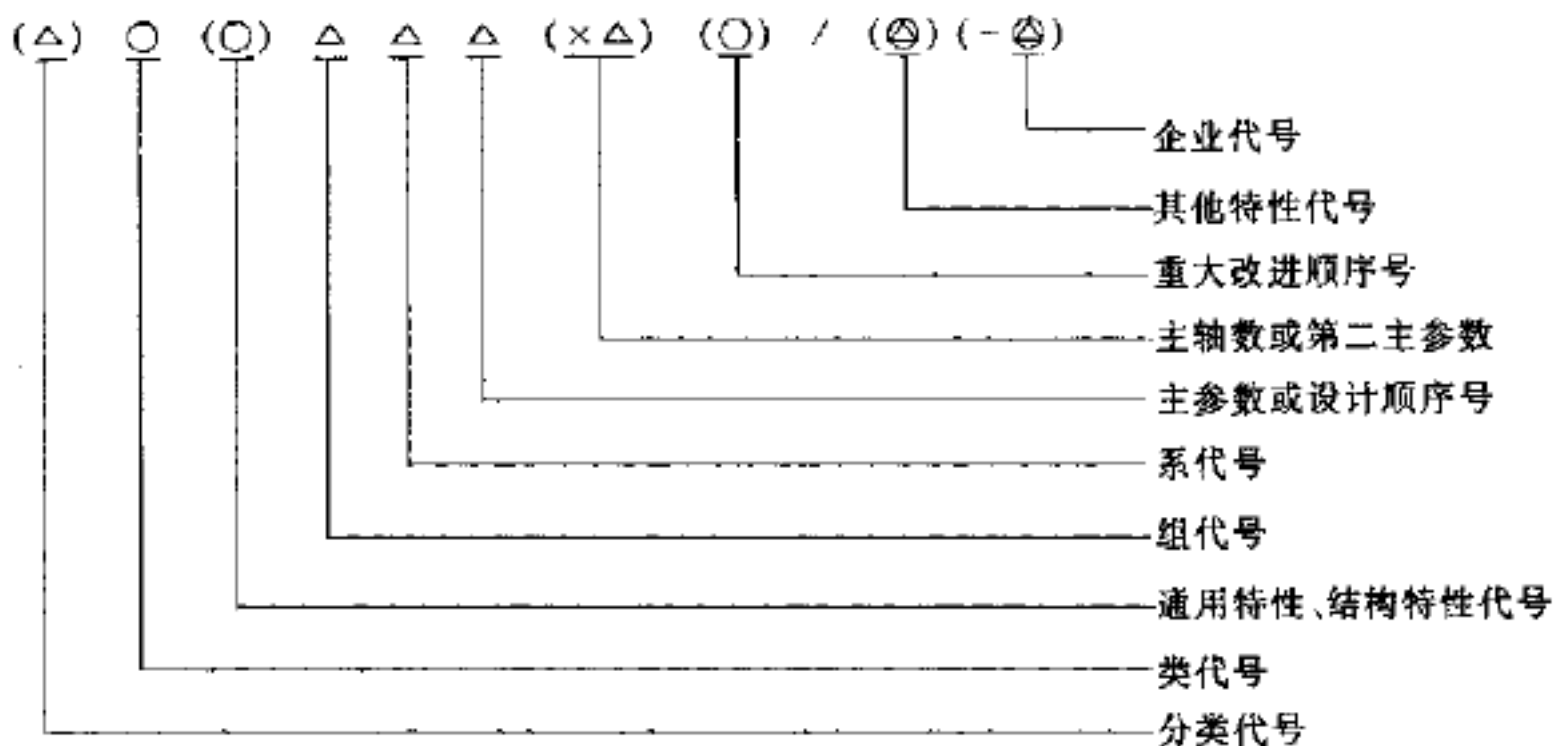 (△) ○ (○) △ △ △ (×△) (○) / (◬) (-◬)
企业代号
其他特性代号
重大改进顺序号
主轴数或第二主参数
主参数或设计顺序号
系代号
组代号
通用特性、结构特性代号
类代号
分类代号